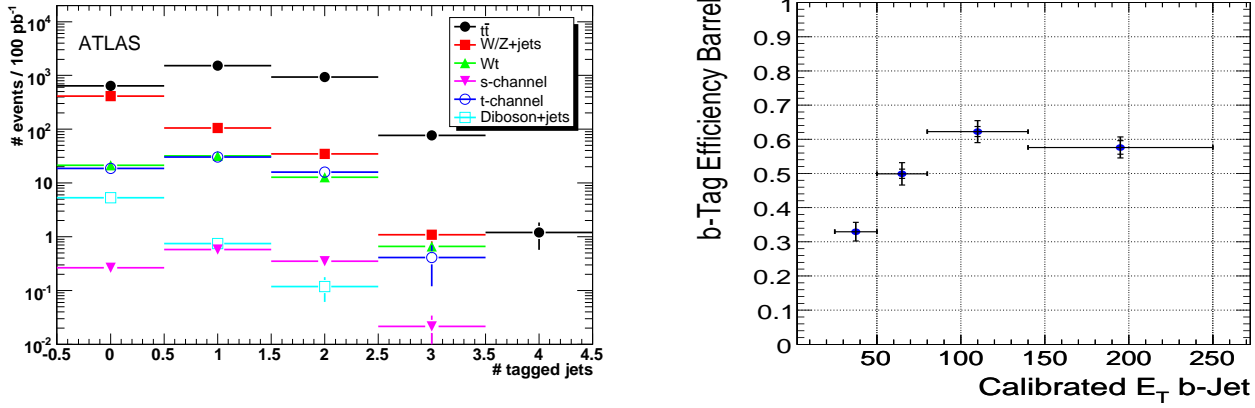 # events / 100 pb⁻¹
10⁴
10³
10²
10
1
10⁻¹
10⁻²
ATLAS
tt̄
W/Z+jets
Wt
s-channel
t-channel
Diboson+jets
-0.5 0 0.5 1 1.5 2 2.5 3 3.5 4 4.5
# tagged jets
b-Tag Efficiency Barrel
1
0.9
0.8
0.7
0.6
0.5
0.4
0.3
0.2
0.1
0
50 100 150 200 250
Calibrated E_T b-Jet